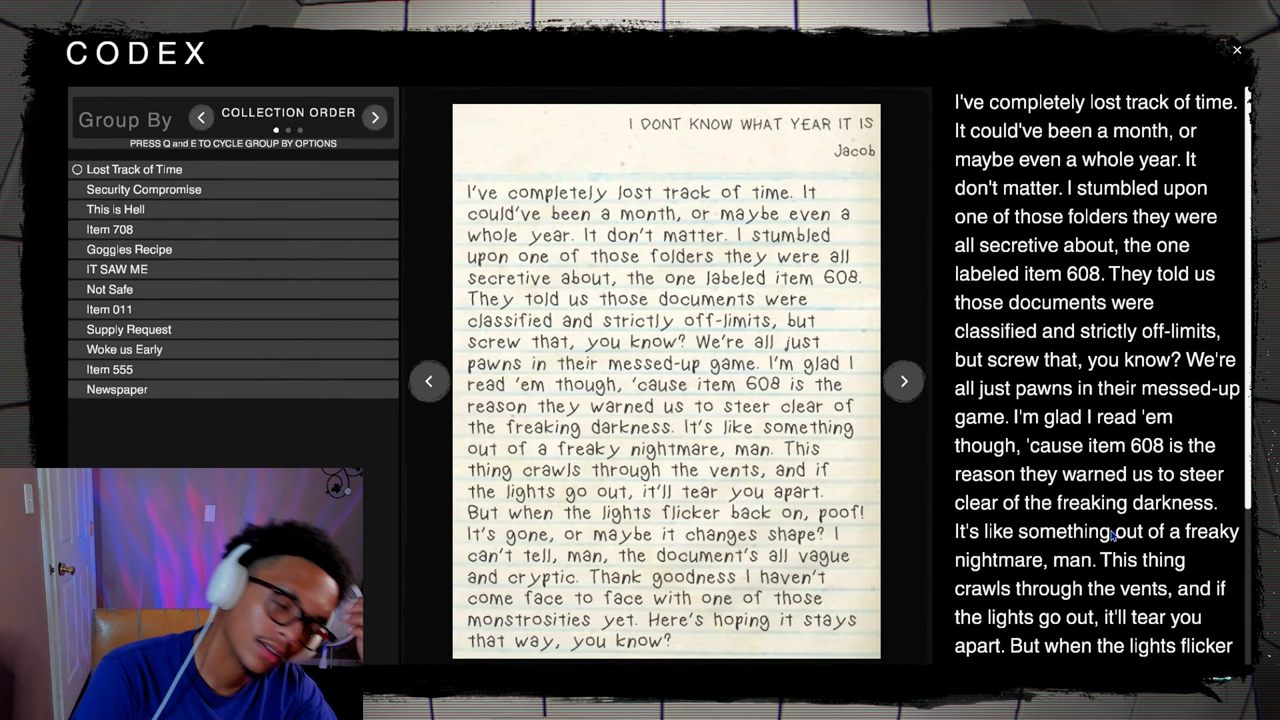 CODEX
Group By
COLLECTION ORDER
PRESS Q and E TO CYCLE GROUP BY OPTIONS
Lost Track of Time
Security Compromise
This is Hell
Item 708
Goggles Recipe
IT SAW ME
Not Safe
Item 011
Supply Request
Woke us Early
Item 555
Newspaper
I DONT KNOW WHAT YEAR IT IS
Jacob
I've completely lost track of time. It
could've been a month, or maybe even a
whole year. It don't matter. I stumbled
upon one of those folders they were all
secretive about, the one labeled item 608.
They told us those documents were
classified and strictly off-limits, but
screw that, you know? We're all just
pawns in their messed-up game. I'm glad I
read 'em though, 'cause item 608 is the
reason they warned us to steer clear of
the freaking darkness. It's like something
out of a freaky nightmare, man. This
thing crawls through the vents, and if
the lights go out, it'll tear you apart.
But when the lights flicker back on, poof!
It's gone, or maybe it changes shape? I
can't tell, man, the document's all vague
and cryptic. Thank goodness I haven't
come face to face with one of those
monstrosities yet. Here's hoping it stays
that way, you know?
I've completely lost track of time.
It could've been a month, or
maybe even a whole year. It
don't matter. I stumbled upon
one of those folders they were
all secretive about, the one
labeled item 608. They told us
those documents were
classified and strictly off-limits,
but screw that, you know? We're
all just pawns in their messed-up
game. I'm glad I read 'em
though, 'cause item 608 is the
reason they warned us to steer
clear of the freaking darkness.
It's like something out of a freaky
nightmare, man. This thing
crawls through the vents, and if
the lights go out, it'll tear you
apart. But when the lights flicker